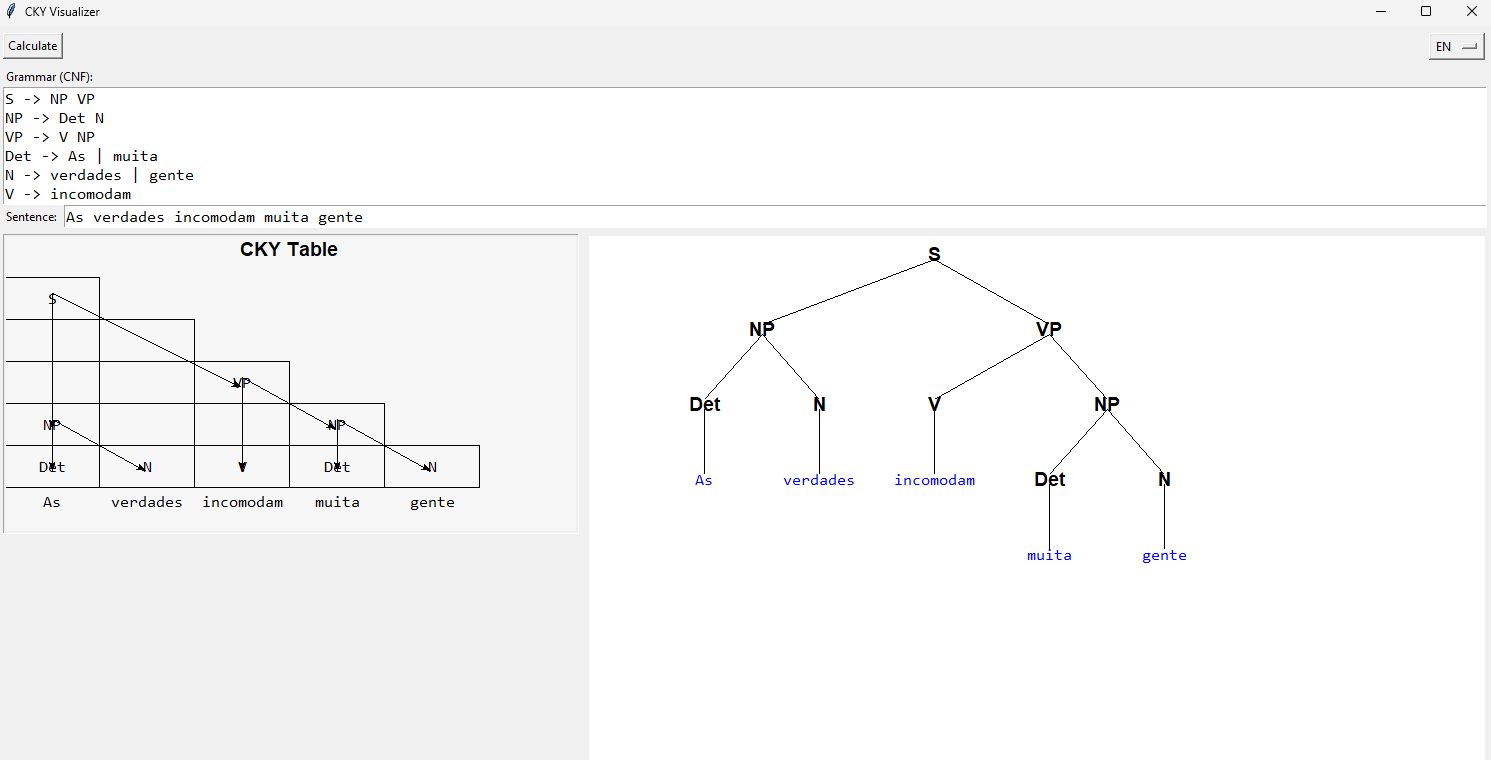 CKY Visualizer
Calculate
EN
Grammar (CNF):
S -> NP VP
NP -> Det N
VP -> V NP
Det -> As | muita
N -> verdades | gente
V -> incomodam
Sentence: As verdades incomodam muita gente
CKY Table
S
VP
NP NP
Det N V Det N
As verdades incomodam muita gente
S
NP VP
Det N V NP
As verdades incomodam Det N
muita gente